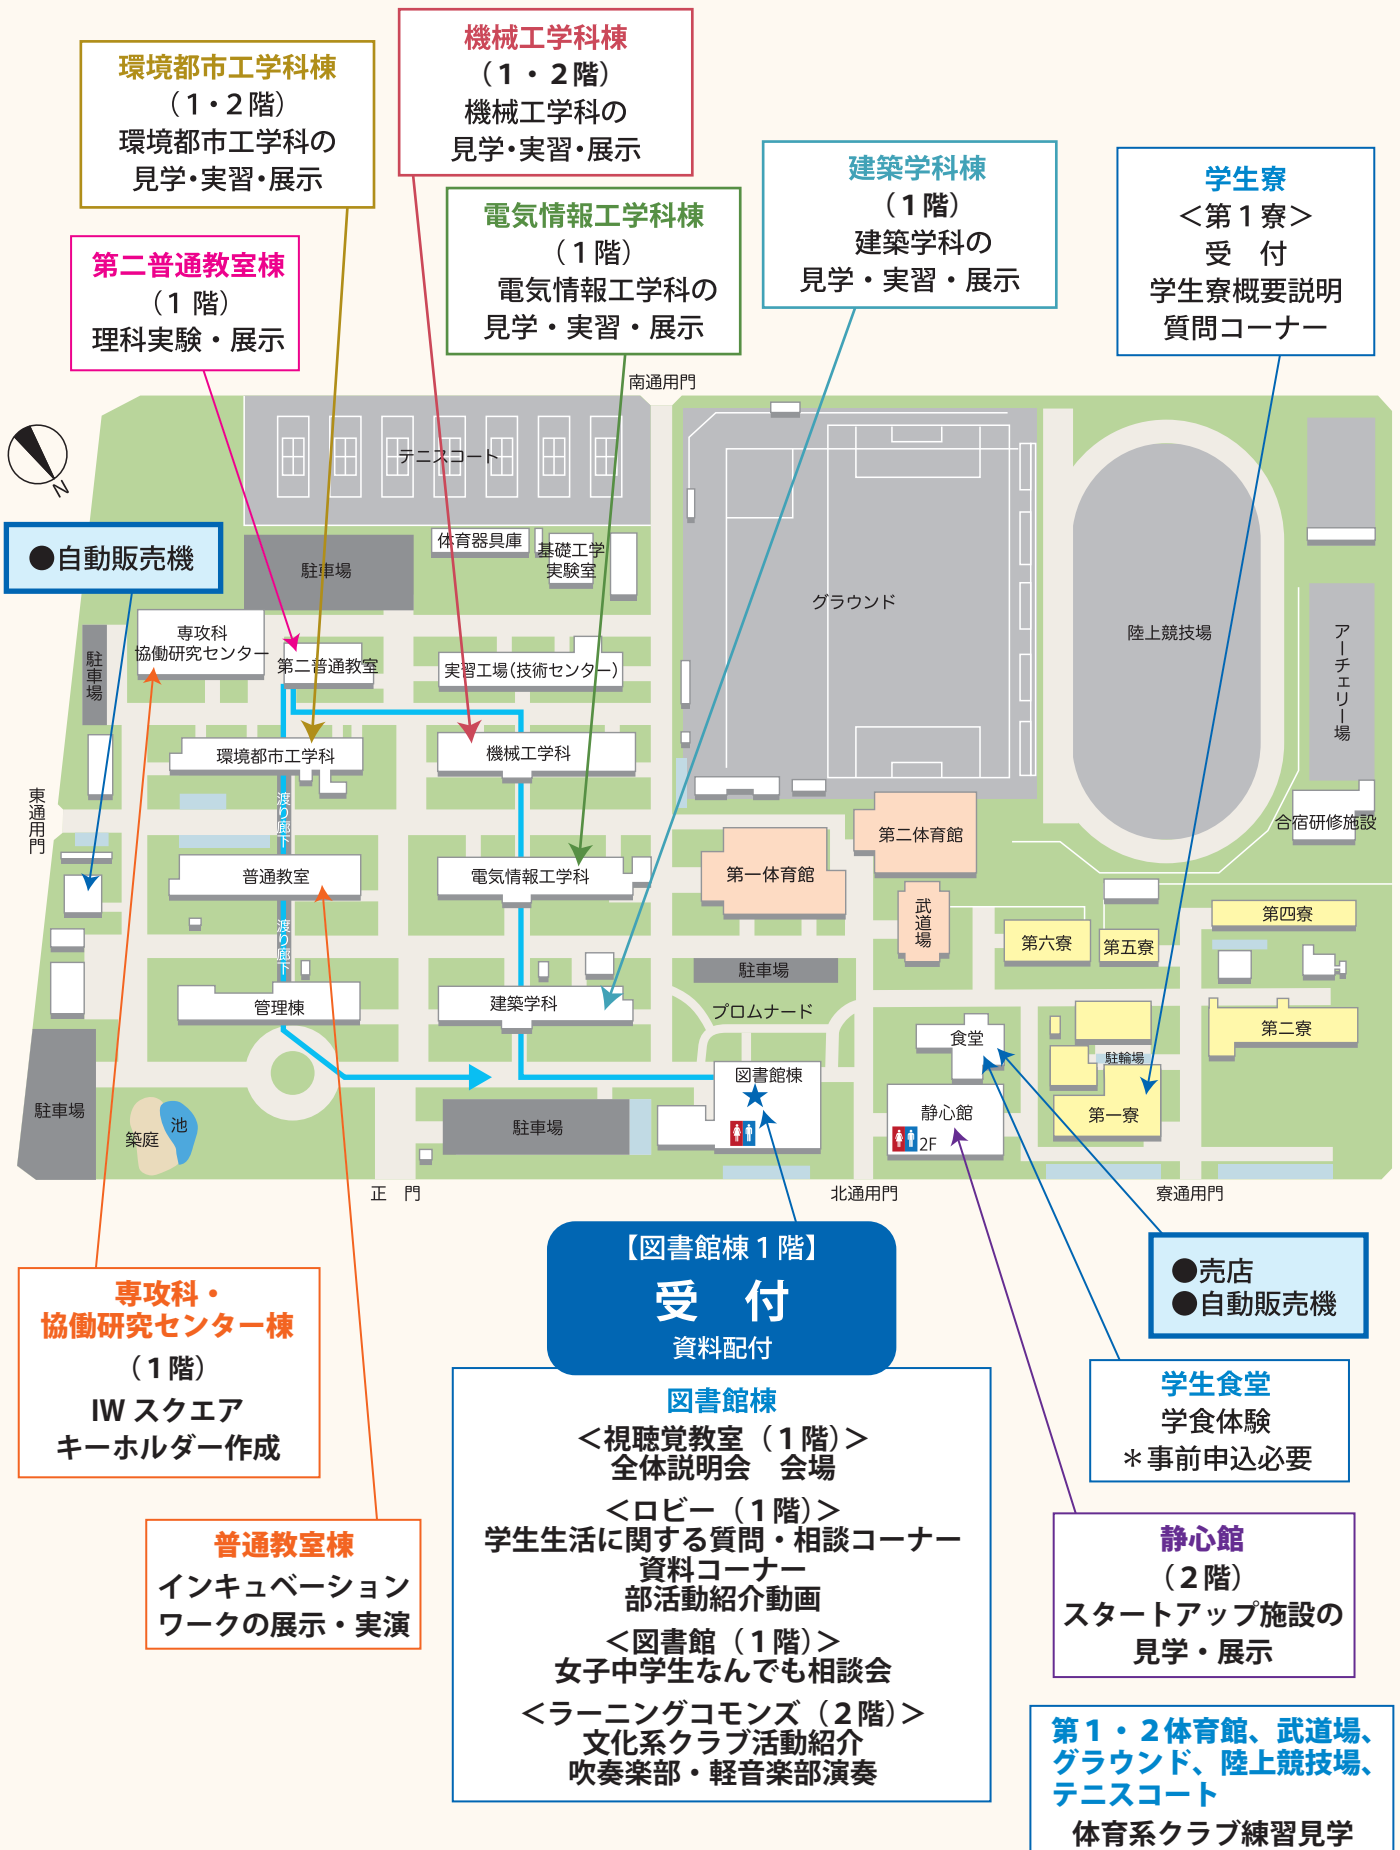 機械工学科棟
（１・２階）
機械工学科の
見学・実習・展示
環境都市工学科棟
（１・２階）
環境都市工学科の
見学・実習・展示
建築学科棟
（１階）
建築学科の
見学・実習・展示
学生寮
＜第１寮＞
受　付
学生寮概要説明
質問コーナー
電気情報工学科棟
（１階）
電気情報工学科の
見学・実習・展示
第二普通教室棟
（１階）
理科実験・展示
南通用門
N
テニスコート
●自動販売機
体育器具庫
基礎工学
実験室
駐車場
グラウンド
陸上競技場
アーチェリー場
専攻科
協働研究センター
駐車場
第二普通教室
実習工場（技術センター）
環境都市工学科
機械工学科
渡り廊下
東通用門
合宿研修施設
第二体育館
第一体育館
普通教室
電気情報工学科
武道場
第四寮
第六寮
第五寮
渡り廊下
駐車場
管理棟
建築学科
プロムナード
第二寮
食堂
駐輪場
図書館棟
第一寮
静心館
2F
駐車場
築庭
池
駐車場
正　門
北通用門
寮通用門
【図書館棟１階】
受　付
資料配付
●売店
●自動販売機
専攻科・
協働研究センター棟
（１階）
IWスクエア
キーホルダー作成
学生食堂
学食体験
＊事前申込必要
図書館棟
＜視聴覚教室（１階）＞
全体説明会　会場
＜ロビー（１階）＞
学生生活に関する質問・相談コーナー
資料コーナー
部活動紹介動画
＜図書館（１階）＞
女子中学生なんでも相談会
＜ラーニングコモンズ（２階）＞
文化系クラブ活動紹介
吹奏楽部・軽音楽部演奏
普通教室棟
インキュベーション
ワークの展示・実演
静心館
（２階）
スタートアップ施設の
見学・展示
第１・２体育館、武道場、
グラウンド、陸上競技場、
テニスコート
体育系クラブ練習見学